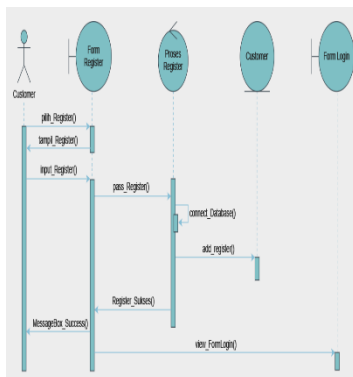 Form
Register
Proses
Register
Customer
Form Login
Customer
pilih_Register()
tampil_Register()
input_Register()
pass_Register()
connect_Database()
add_register()
Register_Sukses()
MessageBox_Success()
view_FormLogin()